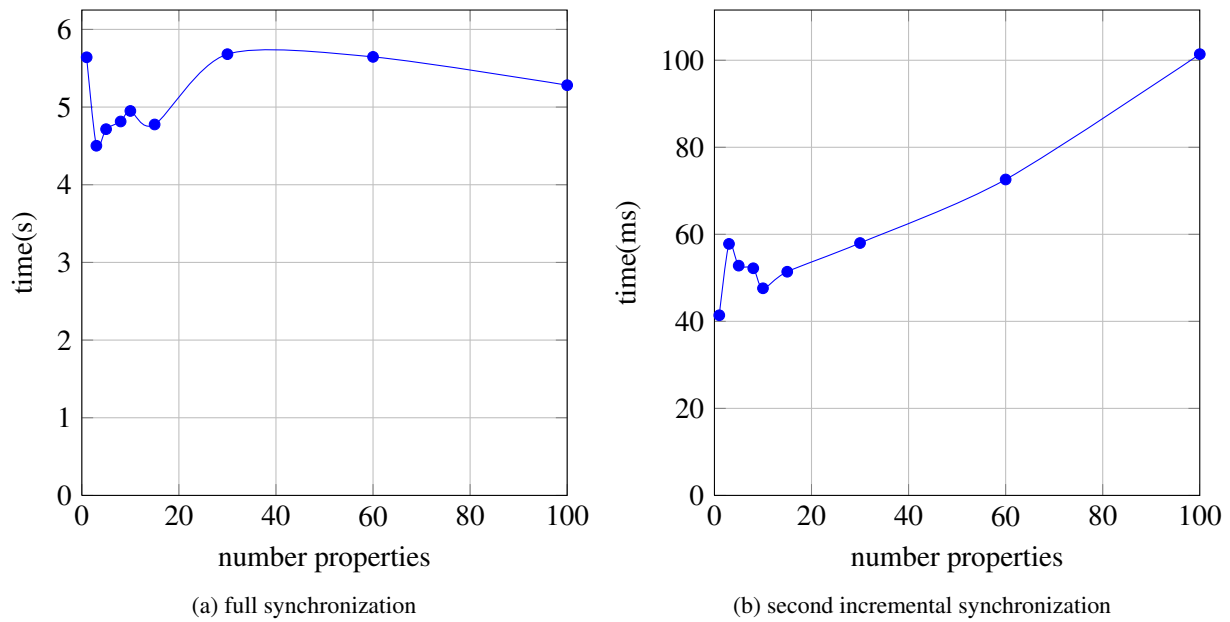 6
5
4
3
2
1
0
time(s)
0 20 40 60 80 100
number properties
(a) full synchronization
100
80
60
40
20
0
time(ms)
0 20 40 60 80 100
number properties
(b) second incremental synchronization